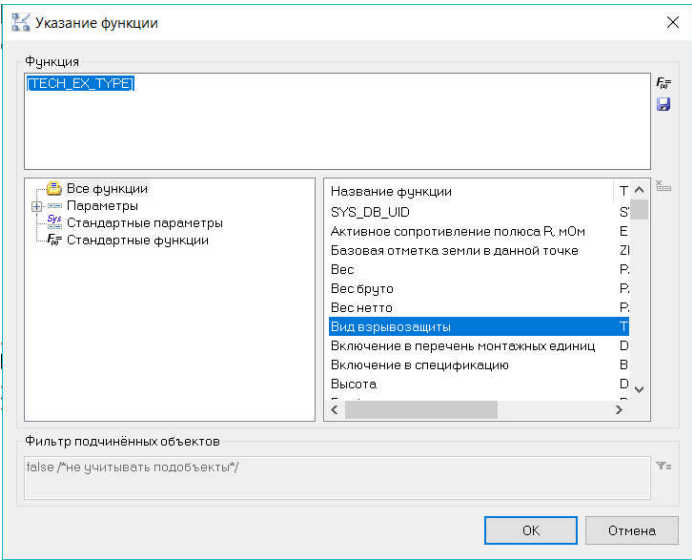 Указание функции
Функция
[TECH_EX_TYPE]
F(x)=
Все функции
Параметры
Sys Стандартные параметры
F(x)= Стандартные функции
Название функции T
SYS_DB_UID S
Активное сопротивление полюса R, мОм E
Базовая отметка земли в данной точке Z
Вес P.
Вес бруто P.
Вес нетто P.
Вид взрывозащиты T
Включение в перечень монтажных единиц D
Включение в спецификацию B
Высота D
Фильтр подчинённых объектов
false /*не учитывать подобъекты*/
OK Отмена